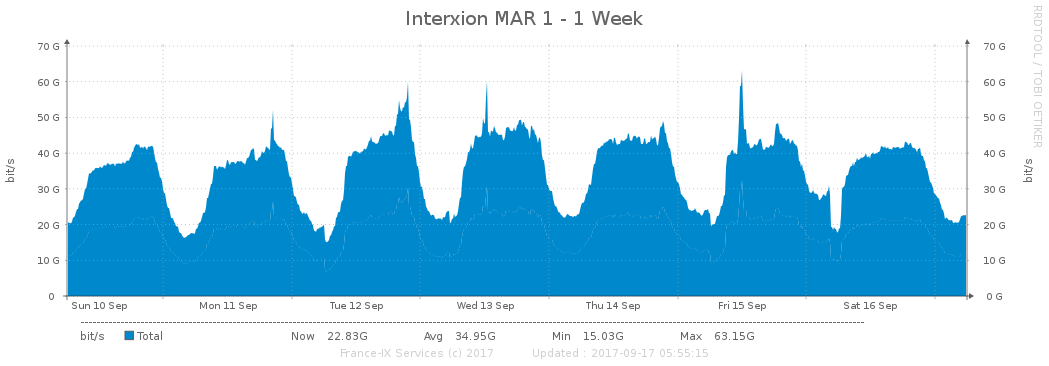 Interxion MAR 1 - 1 Week
RRDTOOL / TOBI OETIKER
bit/s
70 G 70 G
60 G 60 G
50 G 50 G
40 G 40 G
30 G 30 G
20 G 20 G
10 G 10 G
0 0 G
bit/s
Sun 10 Sep Mon 11 Sep Tue 12 Sep Wed 13 Sep Thu 14 Sep Fri 15 Sep Sat 16 Sep
bit/s Total Now 22.83G Avg 34.95G Min 15.03G Max 63.15G
France-IX Services (c) 2017 Updated : 2017-09-17 05:55:15